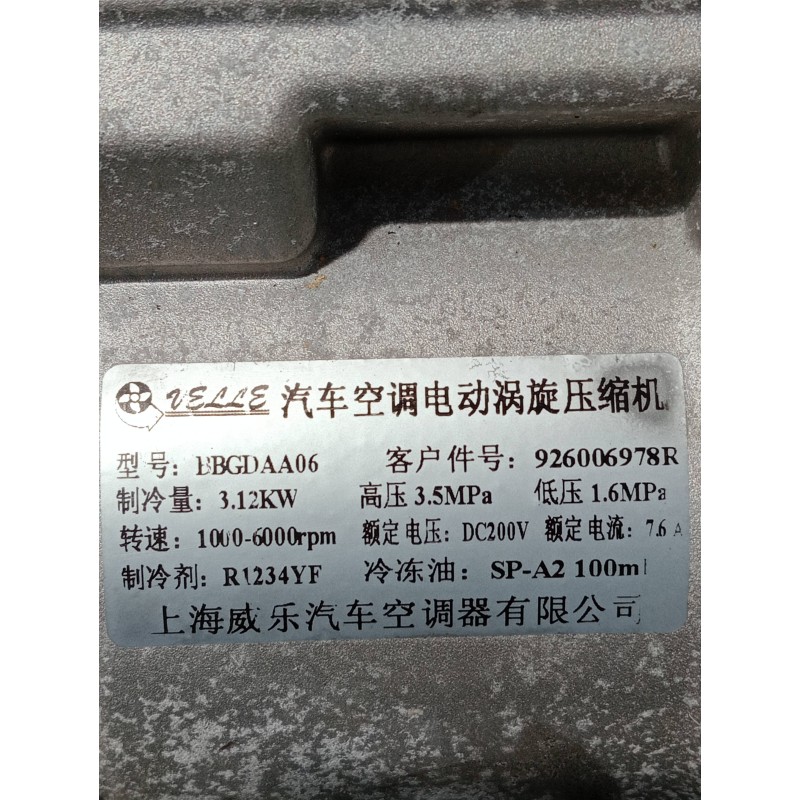 VELLE 汽车空调电动涡旋压缩机
型号：BBGDAA06 客户件号：926006978R
制冷量：3.12KW 高压 3.5MPa 低压 1.6MPa
转速：1000-6000rpm 额定电压：DC200V 额定电流：7.6A
制冷剂：R1234YF 冷冻油：SP-A2 100ml
上海威乐汽车空调器有限公司